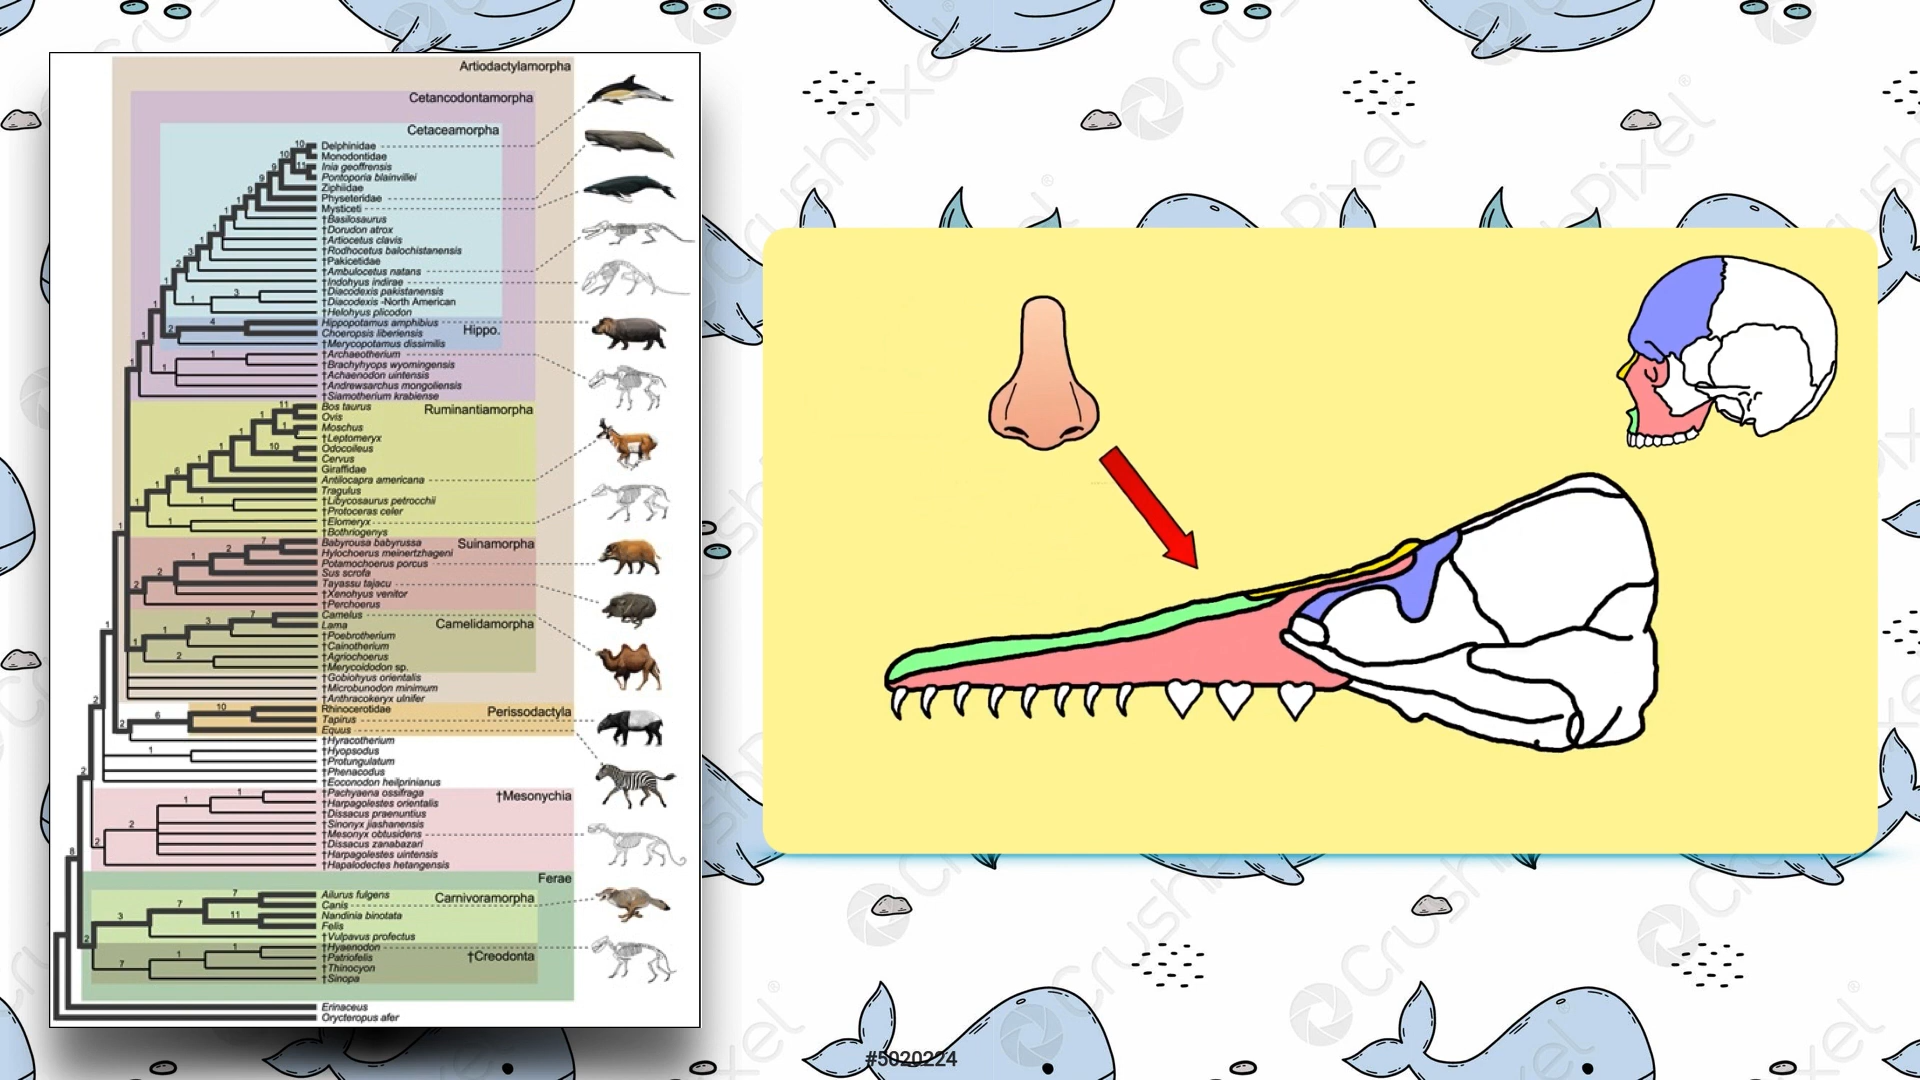 Artiodactylamorpha
Cetancodontamorpha
Cetaceamorpha
Delphinidae
Monodontidae
Inia geoffrensis
Pontoporia blainvillei
Ziphiidae
Physeteridae
Mysticeti
†Basilosaurus
†Dorudon atrox
†Artiocetus clavis
†Rodhocetus balochistanensis
†Pakicetidae
†Ambulocetus natans
†Indohyus indirae
†Diacodexis pakistanensis
†Diacodexis -North American
†Helohyus plicodon
Hippopotamus amphibius
Hippo.
Choeropsis liberiensis
†Merycopotamus dissimilis
†Archaeotherium
†Brachyhyops wyomingensis
†Achaenodon uintensis
†Andrewsarchus mongoliensis
†Siamotherium krabiense
Bos taurus
Ruminantiamorpha
Ovis
Moschus
†Leptomeryx
Odocoileus
Cervus
Giraffidae
Antilocapra americana
Tragulus
†Libycosaurus petrocchii
†Protoceras celer
†Elomeryx
†Bothriogenys
Babyrousa babyrussa
Suinamorpha
Hylochoerus meinertzhageni
Potamochoerus porcus
Sus scrofa
Tayassu tajacu
†Xenohyus venitor
†Perchoerus
Camelus
Lama
Camelidamorpha
†Poebrotherium
†Cainotherium
†Agriochoerus
†Merycoidodon sp.
†Gobiohyus orientalis
†Microbunodon minimum
†Anthracokeryx ulnifer
Rhinocerotidae
Perissodactyla
Tapirus
Equus
†Hyracotherium
†Hyopsodus
†Protungulatum
†Phenacodus
†Eoconodon heilprinianus
†Pachyaena ossifraga
†Mesonychia
†Harpagolestes orientalis
†Dissacus praenuntius
†Sinonyx jiashanensis
†Mesonyx obtusidens
†Dissacus zanabazari
†Harpagolestes uintensis
†Hapalodectes hetangensis
Ferae
Ailurus fulgens
Carnivoramorpha
Canis
Nandinia binotata
Felis
†Vulpavus profectus
†Hyaenodon
†Creodonta
†Patriofelis
†Thinocyon
†Sinopa
Erinaceus
Orycteropus afer
CrushPixel
#5020224